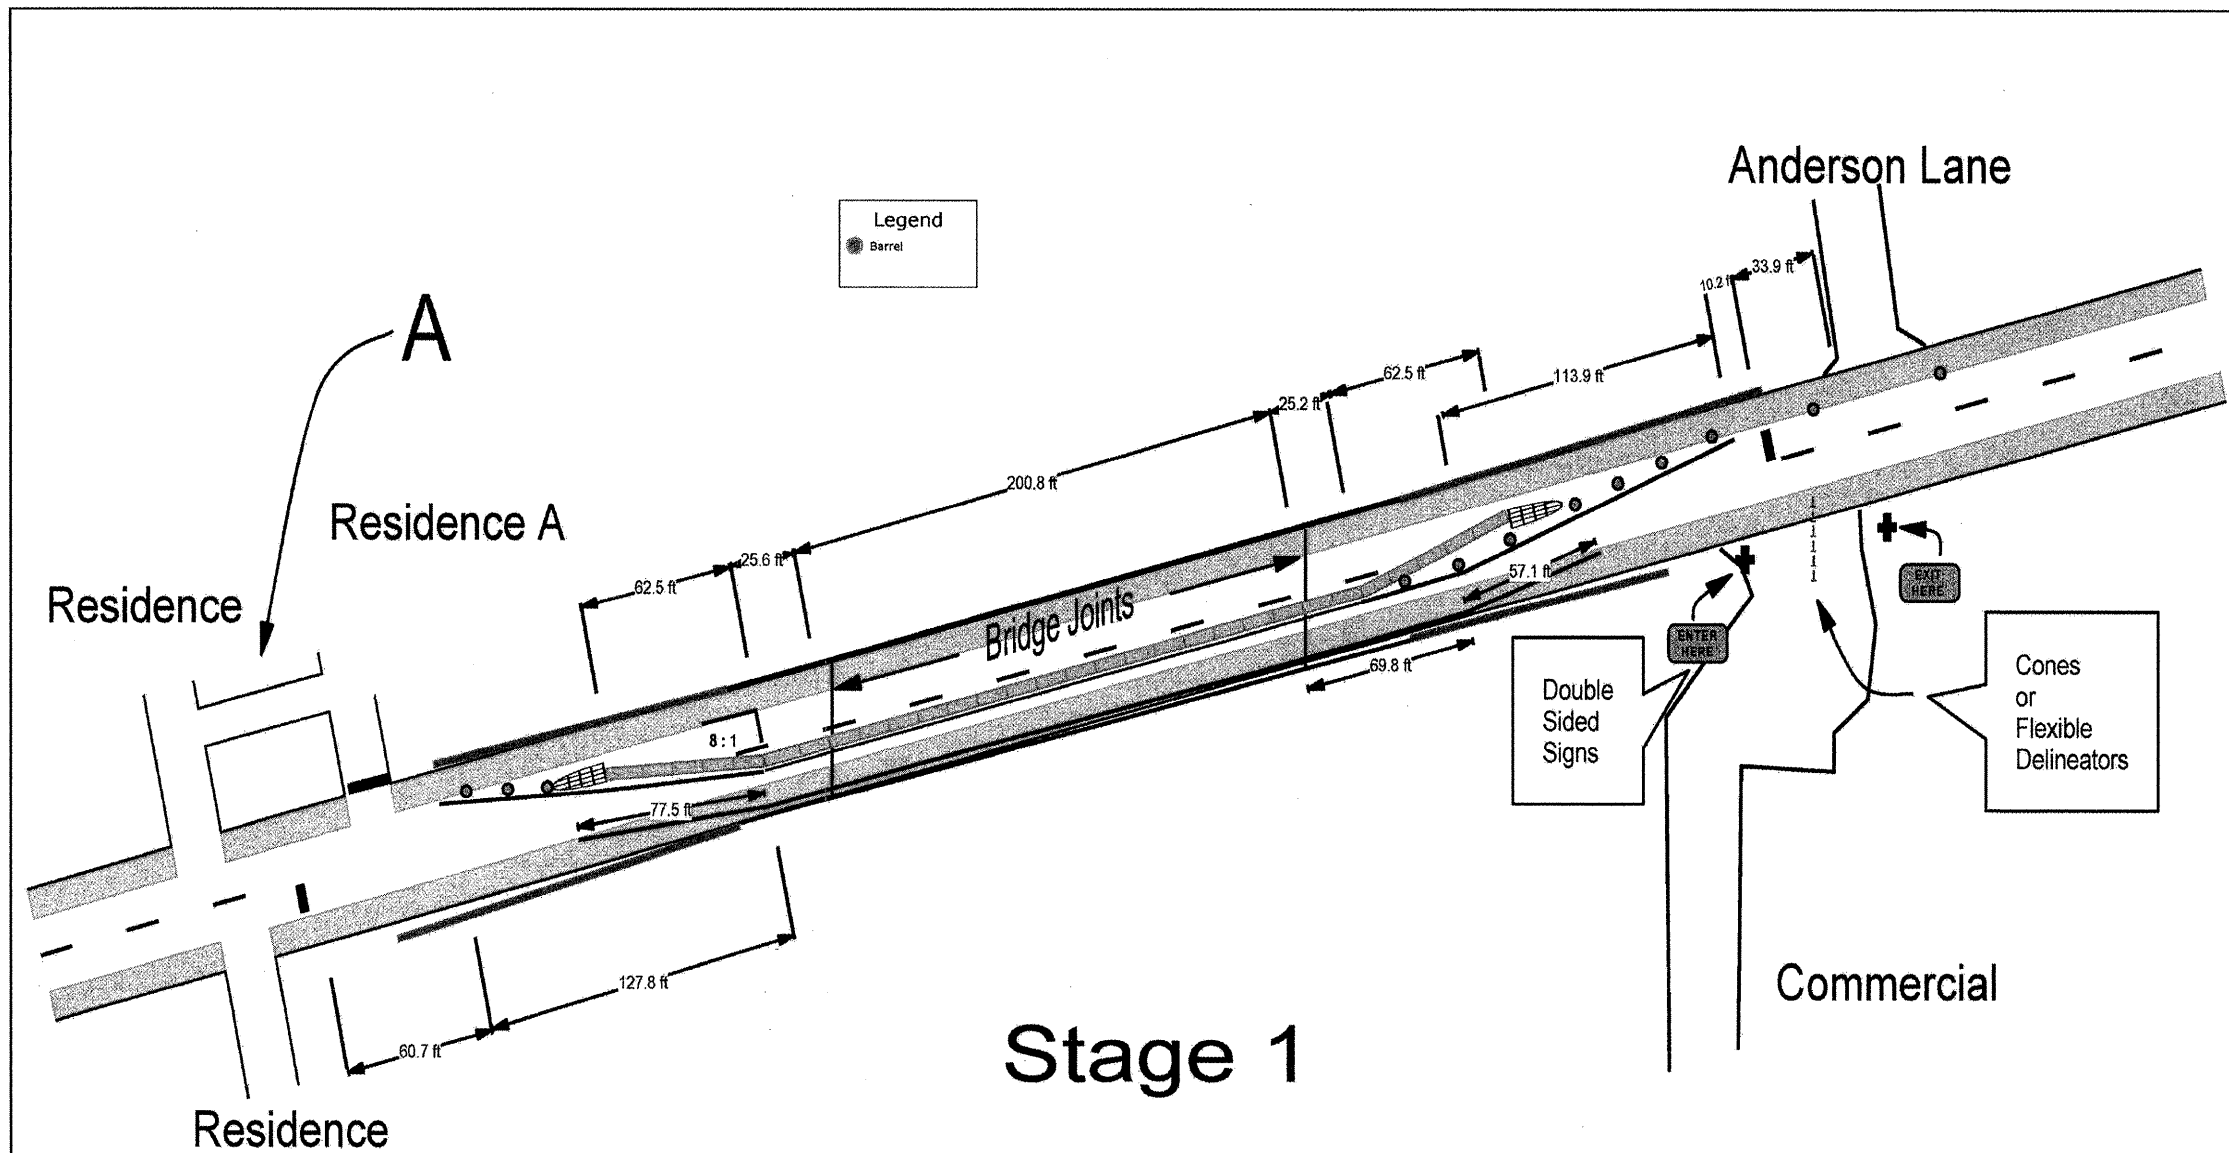 Anderson Lane
Legend
Barrel
A
33.9 ft
10.2 ft
113.9 ft
62.5 ft
25.2 ft
200.8 ft
Residence A
25.6 ft
62.5 ft
Residence
Bridge Joints
57.1 ft
69.8 ft
8 : 1
77.5 ft
127.8 ft
60.7 ft
EXIT
HERE
ENTER
HERE
Double
Sided
Signs
Cones
or
Flexible
Delineators
Commercial
Stage 1
Residence